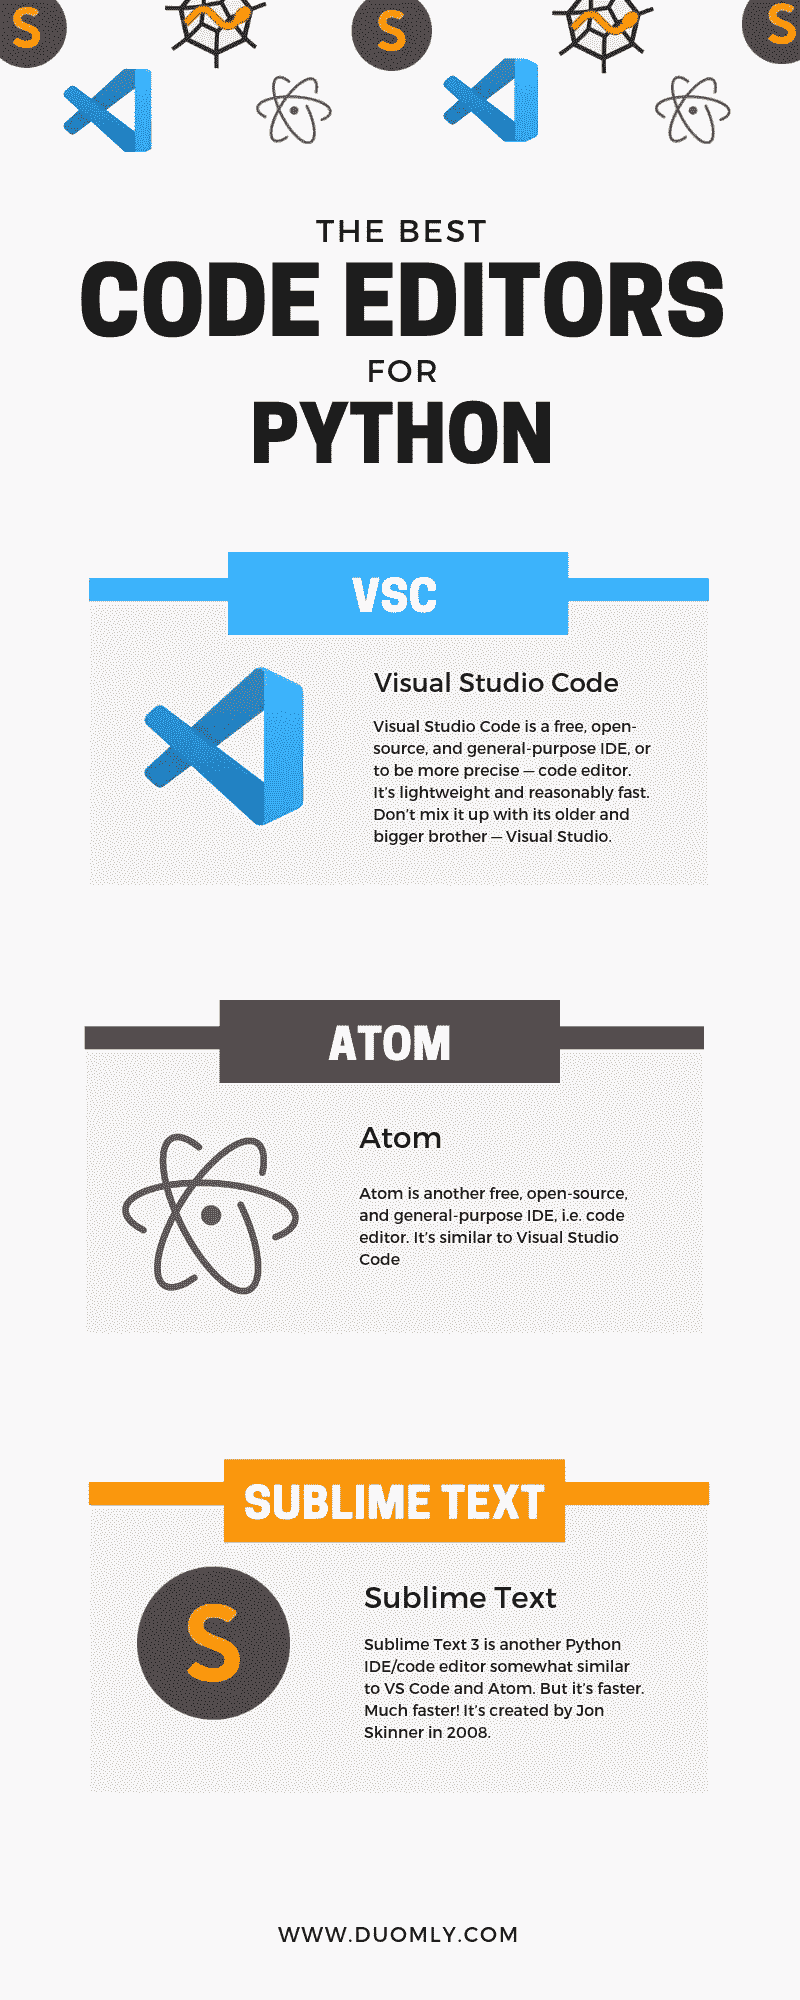 S
S
S
THE BEST
CODE EDITORS
FOR
PYTHON
VSC
Visual Studio Code
Visual Studio Code is a free, open-
source, and general-purpose IDE, or
to be more precise — code editor.
It's lightweight and reasonably fast.
Don't mix it up with its older and
bigger brother — Visual Studio.
ATOM
Atom
Atom is another free, open-source,
and general-purpose IDE, i.e. code
editor. It's similar to Visual Studio
Code
SUBLIME TEXT
S
Sublime Text
Sublime Text 3 is another Python
IDE/code editor somewhat similar
to VS Code and Atom. But it's faster.
Much faster! It's created by Jon
Skinner in 2008.
WWW.DUOMLY.COM